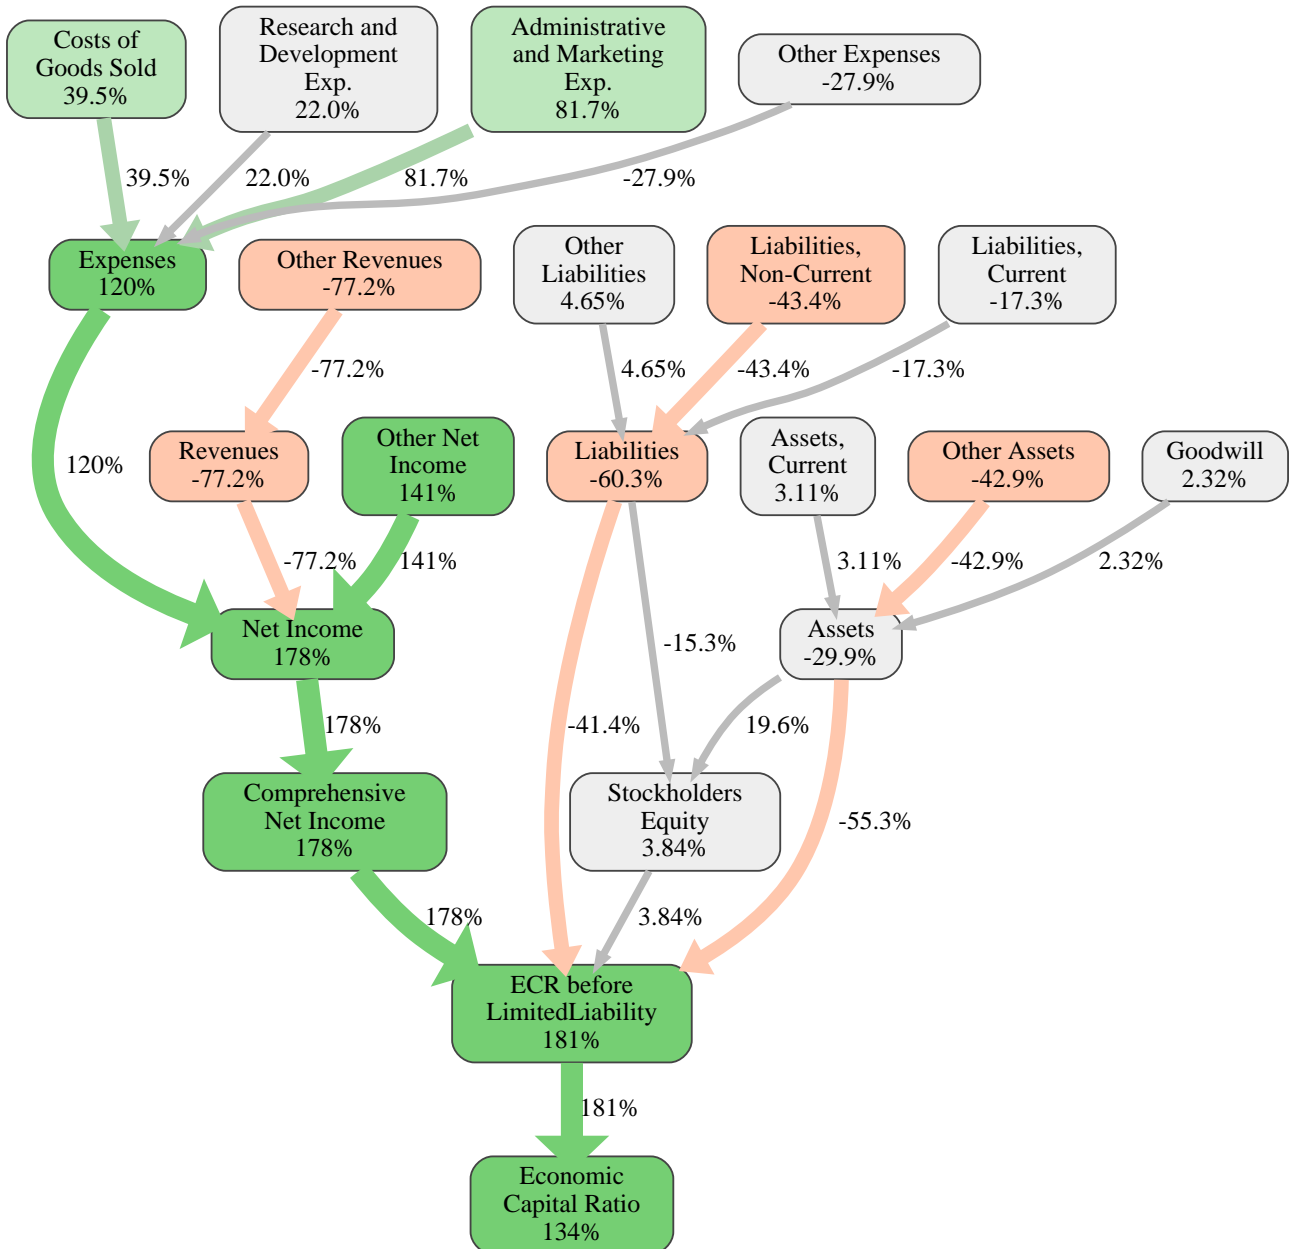 Costs of
Goods Sold
39.5%
Research and
Development
Exp.
22.0%
Administrative
and Marketing
Exp.
81.7%
Other Expenses
-27.9%
39.5%
22.0%
81.7%
-27.9%
Expenses
120%
Other Revenues
-77.2%
Other
Liabilities
4.65%
Liabilities,
Non-Current
-43.4%
Liabilities,
Current
-17.3%
-77.2%
4.65%
-43.4%
-17.3%
Revenues
-77.2%
Other Net
Income
141%
Liabilities
-60.3%
Assets,
Current
3.11%
Other Assets
-42.9%
Goodwill
2.32%
120%
-77.2%
141%
3.11%
-42.9%
2.32%
Net Income
178%
Assets
-29.9%
-15.3%
178%
-41.4%
19.6%
Comprehensive
Net Income
178%
Stockholders
Equity
3.84%
-55.3%
178%
3.84%
ECR before
LimitedLiability
181%
181%
Economic
Capital Ratio
134%